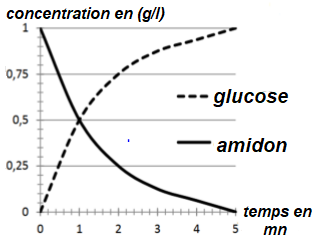 concentration en (g/l)
1
0,75
0,5
0,25
0
glucose
amidon
0 1 2 3 4 5
temps en
mn